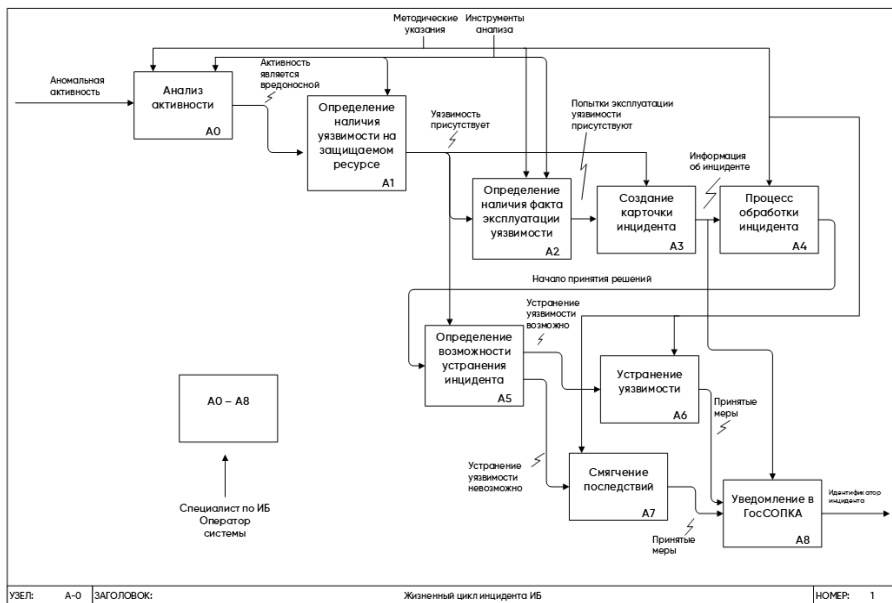 Методические
указания
Инструменты
анализа
Аномальная
активность
Анализ
активности
A0
Активность
является
вредоносной
Определение
наличия
уязвимости на
защищаемом
ресурсе
A1
Уязвимость
присутствует
Попытки эксплуатации
уязвимости
присутствуют
Информация
об инциденте
Определение
наличия факта
эксплуатации
уязвимости
A2
Создание
карточки
инцидента
A3
Процесс
обработки
инцидента
A4
Начало принятия решений
Устранение
уязвимости
возможно
Определение
возможности
устранения
инцидента
A5
Устранение
уязвимости
A6
Принятые
меры
A0 – A8
Специалист по ИБ
Оператор
системы
Устранение
уязвимости
невозможно
Смягчение
последствий
A7
Принятые
меры
Уведомление в
ГосСОПКА
A8
Идентификатор
инцидента
УЗЕЛ: A-0 ЗАГОЛОВОК: Жизненный цикл инцидента ИБ НОМЕР: 1